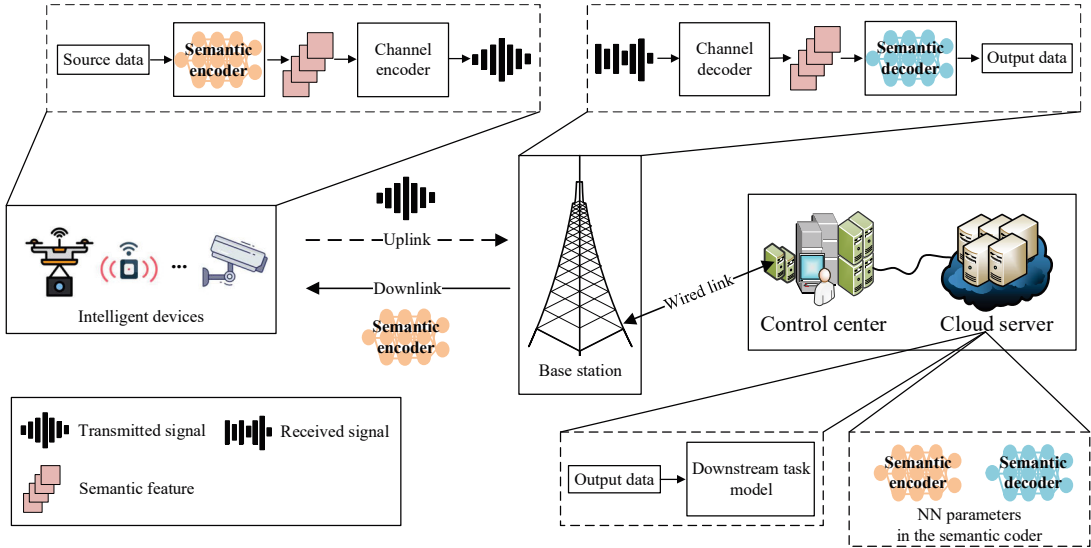 Source data
Semantic
encoder
Channel
encoder
Channel
decoder
Semantic
decoder
Output data
Uplink
Downlink
Semantic
encoder
Intelligent devices
Base station
Wired link
Control center
Cloud server
Transmitted signal
Received signal
Semantic feature
Output data
Downstream task
model
Semantic
encoder
Semantic
decoder
NN parameters
in the semantic coder